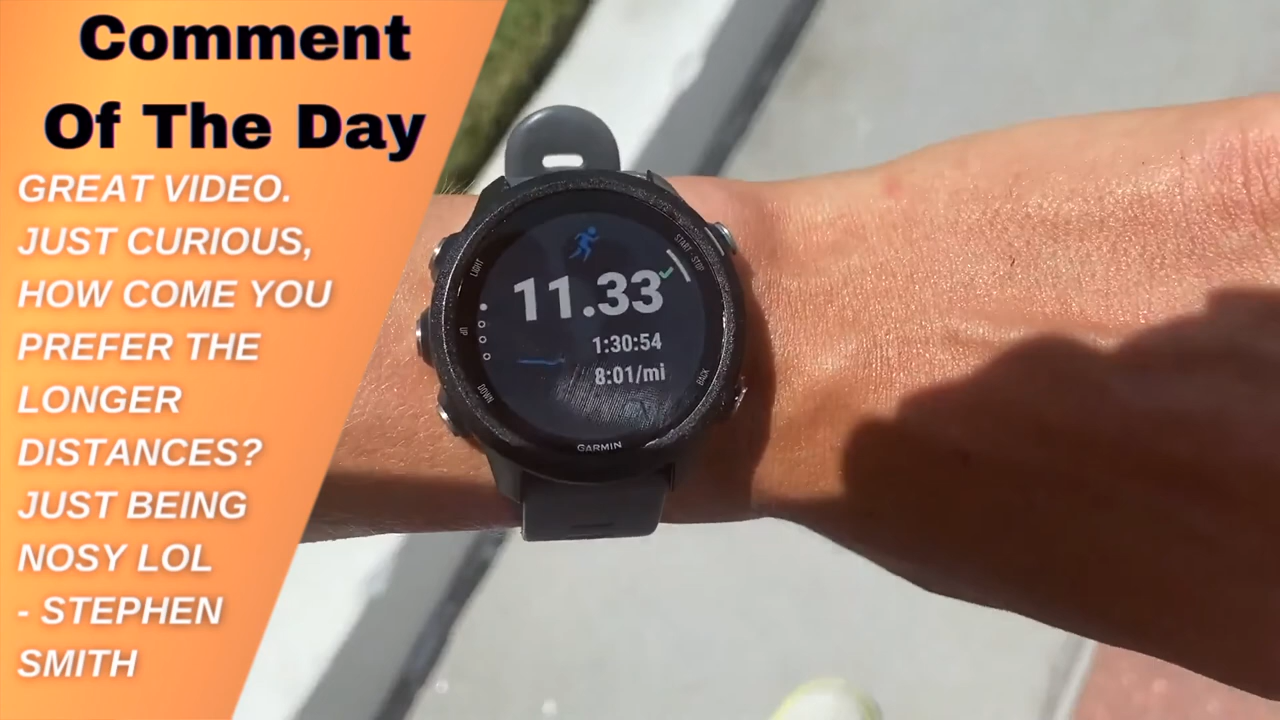 Comment
Of The Day
GREAT VIDEO.
JUST CURIOUS,
HOW COME YOU
PREFER THE
LONGER
DISTANCES?
JUST BEING
NOSY LOL
- STEPHEN
SMITH
LIGHT
START · STOP
11.33
UP
1:30:54
8:01/mi
DOWN
BACK
GARMIN